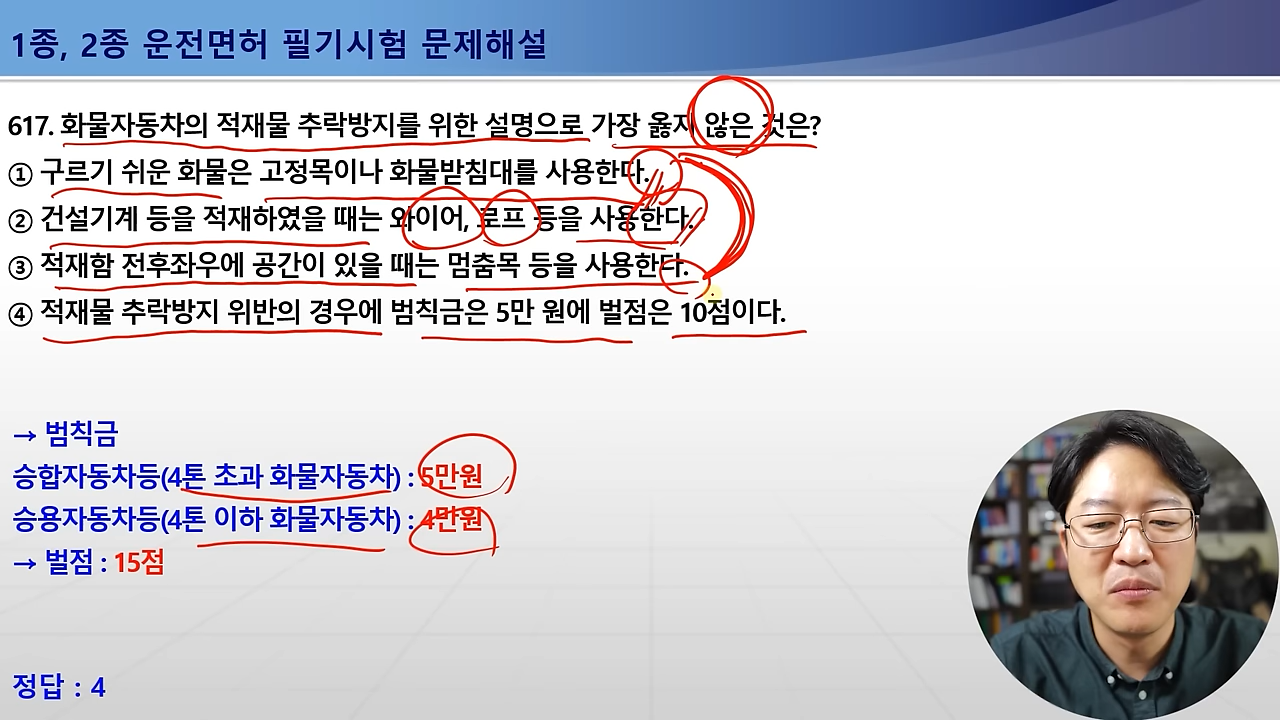 1종, 2종 운전면허 필기시험 문제해설
617. 화물자동차의 적재물 추락방지를 위한 설명으로 가장 옳지 않은 것은?
① 구르기 쉬운 화물은 고정목이나 화물받침대를 사용한다.
② 건설기계 등을 적재하였을 때는 와이어, 로프 등을 사용한다.
③ 적재함 전후좌우에 공간이 있을 때는 멈춤목 등을 사용한다.
④ 적재물 추락방지 위반의 경우에 범칙금은 5만 원에 벌점은 10점이다.
→ 범칙금
승합자동차등(4톤 초과 화물자동차) : 5만원
승용자동차등(4톤 이하 화물자동차) : 4만원
→ 벌점 : 15점
정답 : 4